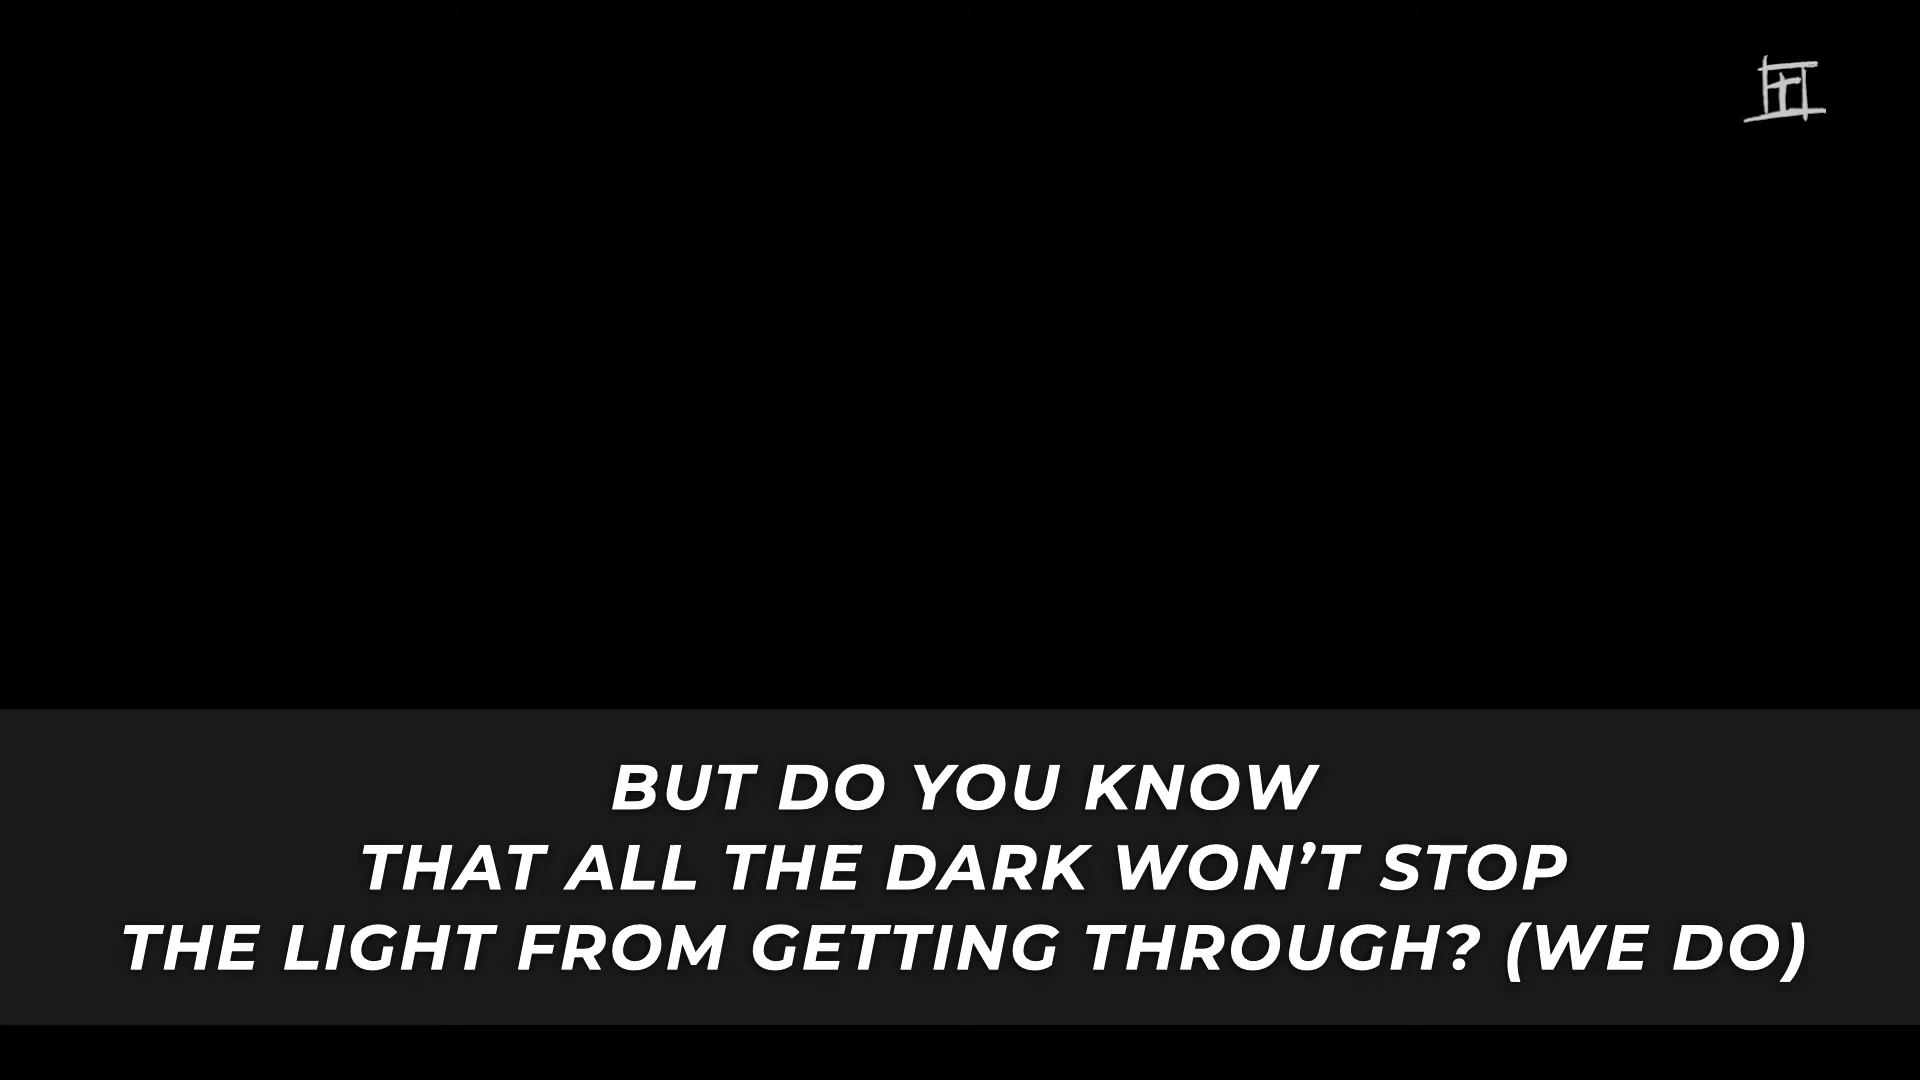 BUT DO YOU KNOW
THAT ALL THE DARK WON’T STOP
THE LIGHT FROM GETTING THROUGH? (WE DO)